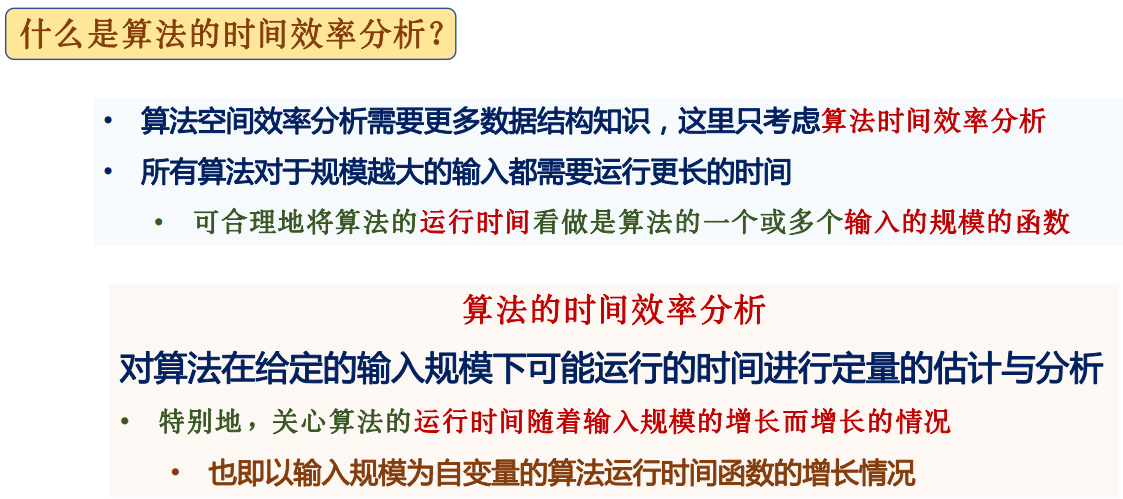 什么是算法的时间效率分析？
• 算法空间效率分析需要更多数据结构知识，这里只考虑算法时间效率分析
• 所有算法对于规模越大的输入都需要运行更长的时间
• 可合理地将算法的运行时间看做是算法的一个或多个输入的规模的函数
算法的时间效率分析
对算法在给定的输入规模下可能运行的时间进行定量的估计与分析
• 特别地，关心算法的运行时间随着输入规模的增长而增长的情况
• 也即以输入规模为自变量的算法运行时间函数的增长情况